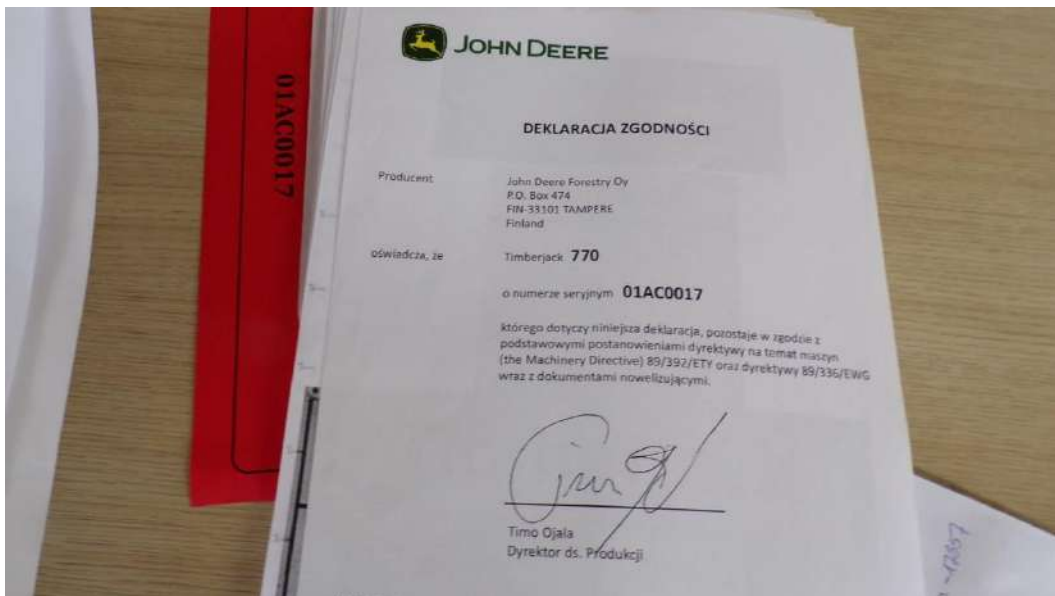 JOHN DEERE
DEKLARACJA ZGODNOŚCI
Producent
John Deere Forestry Oy
P.O. Box 474
FIN-33101 TAMPERE
Finland
oświadcza, że
Timberjack 770
o numerze seryjnym 01AC0017
którego dotyczy niniejsza deklaracja, pozostaje w zgodzie z
podstawowymi postanowieniami dyrektywy na temat maszyn
(the Machinery Directive) 89/392/ETY oraz dyrektywy 89/336/EWG
wraz z dokumentami nowelizującymi.
Timo Ojala
Dyrektor ds. Produkcji
01AC0017